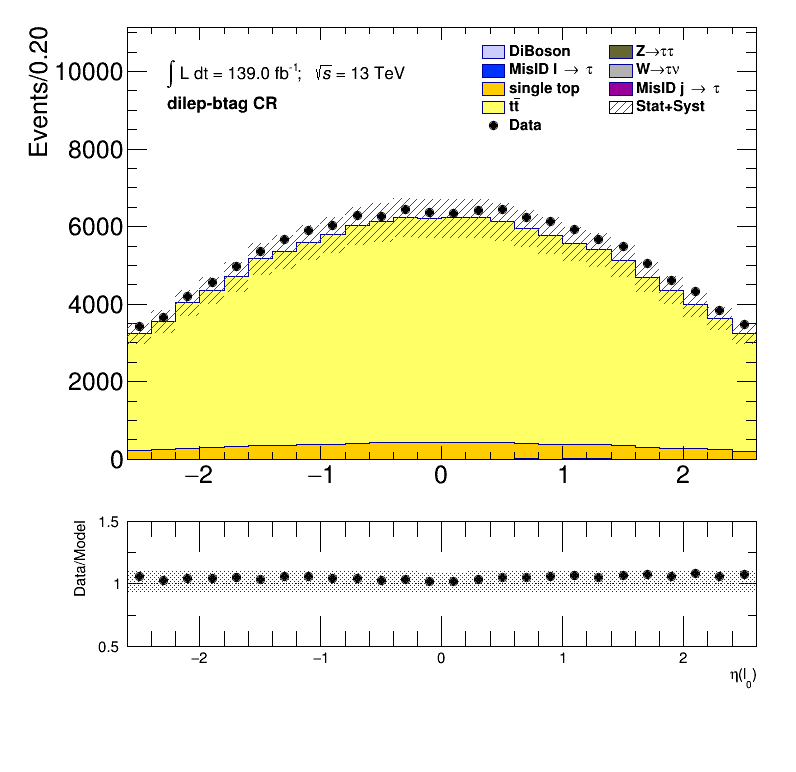 Events/0.20
10000
8000
6000
4000
2000
0
∫ L dt = 139.0 fb⁻¹; √s = 13 TeV
dilep-btag CR
DiBoson
MisID l → τ
single top
tt̄
Data
Z→ττ
W→τν
MisID j → τ
Stat+Syst
−2 −1 0 1 2
Data/Model
1.5
1
0.5
−2 −1 0 1 2
η(l₀)